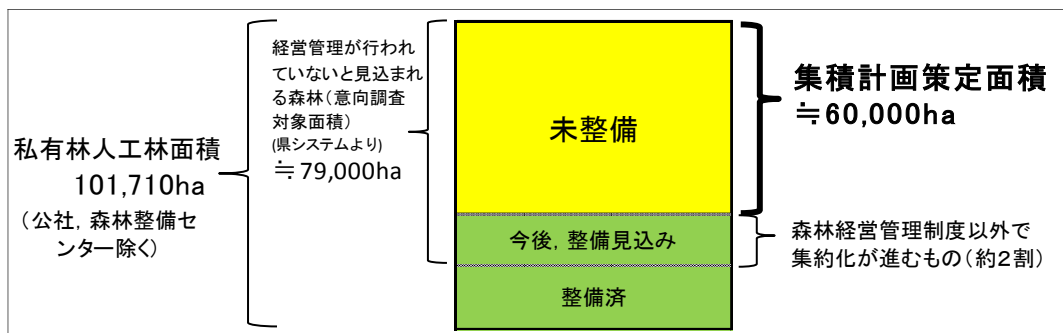 私有林人工林面積
101,710ha
（公社，森林整備セ
ンター除く）
経営管理が行われ
ていないと見込まれ
る森林（意向調査
対象面積）
(県システムより)
≒79,000ha
未整備
今後，整備見込み
整備済
集積計画策定面積
≒60,000ha
森林経営管理制度以外で
集約化が進むもの（約２割）